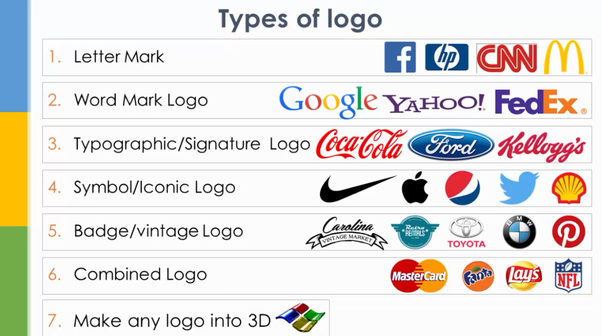 Types of logo
1. Letter Mark f hp CNN M
2. Word Mark Logo Google YAHOO! FedEx®
3. Typographic/Signature Logo Coca-Cola Ford Kellogg's
4. Symbol/Iconic Logo
5. Badge/vintage Logo Carolina VINTAGE MARKET Retro RENTALS TOYOTA BMW P
6. Combined Logo MasterCard Fanta Lay's NFL
7. Make any logo into 3D